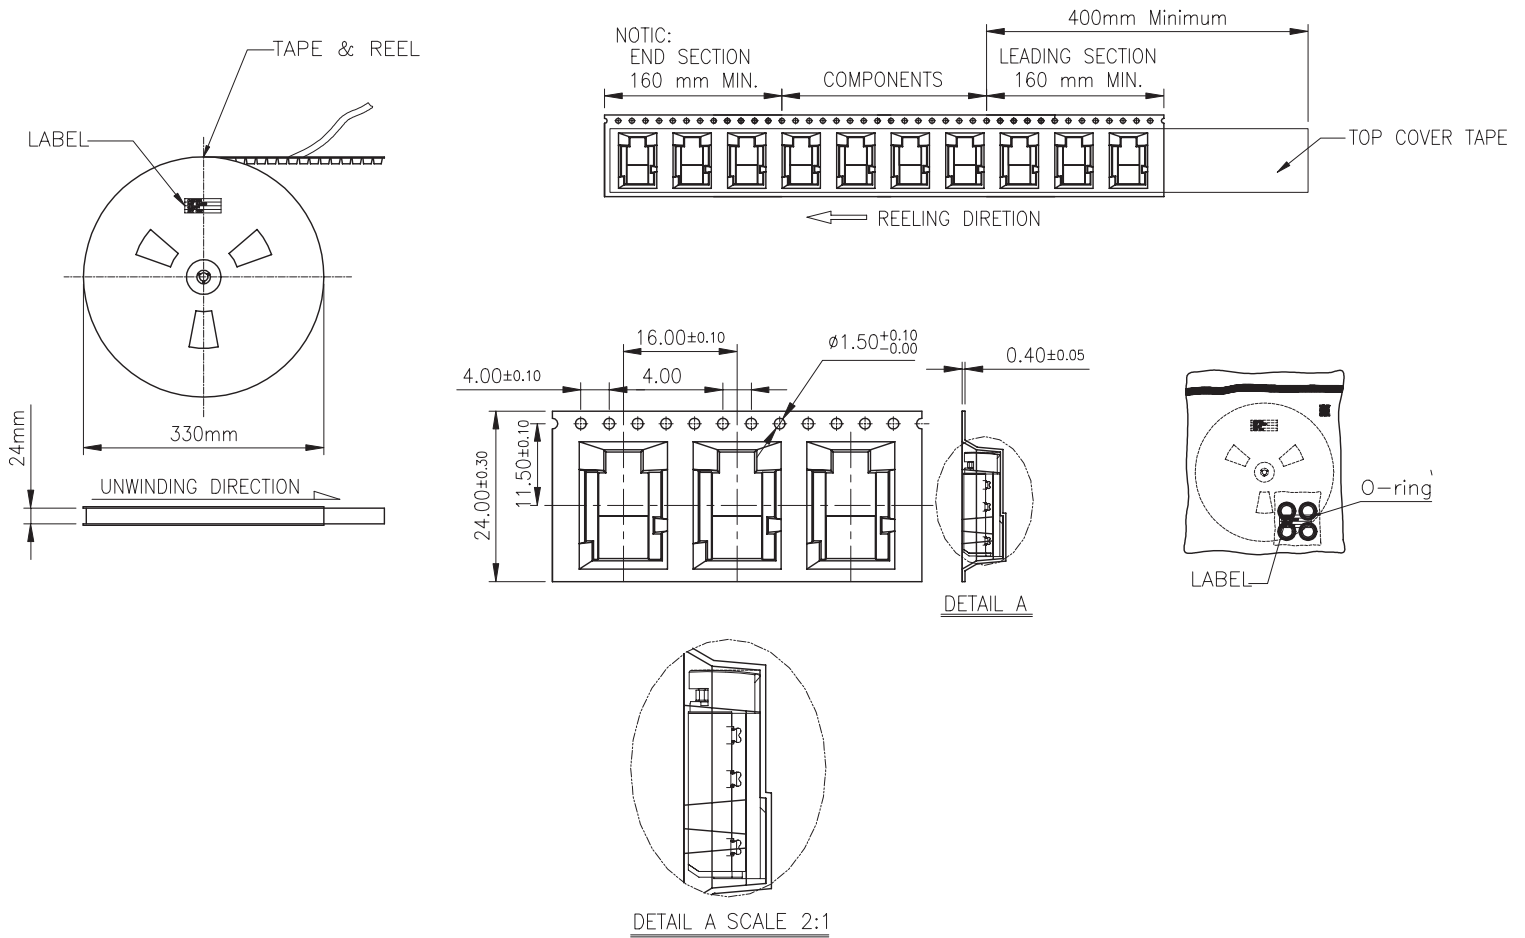 TAPE & REEL
LABEL
330mm
24mm
UNWINDING DIRECTION
NOTIC:
END SECTION
160 mm MIN.
COMPONENTS
400mm Minimum
LEADING SECTION
160 mm MIN.
TOP COVER TAPE
REELING DIRETION
16.00±0.10
ø1.50+0.10
-0.00
4.00±0.10
4.00
0.40±0.05
24.00±0.30
11.50±0.10
DETAIL A
O-ring
LABEL
DETAIL A SCALE 2:1